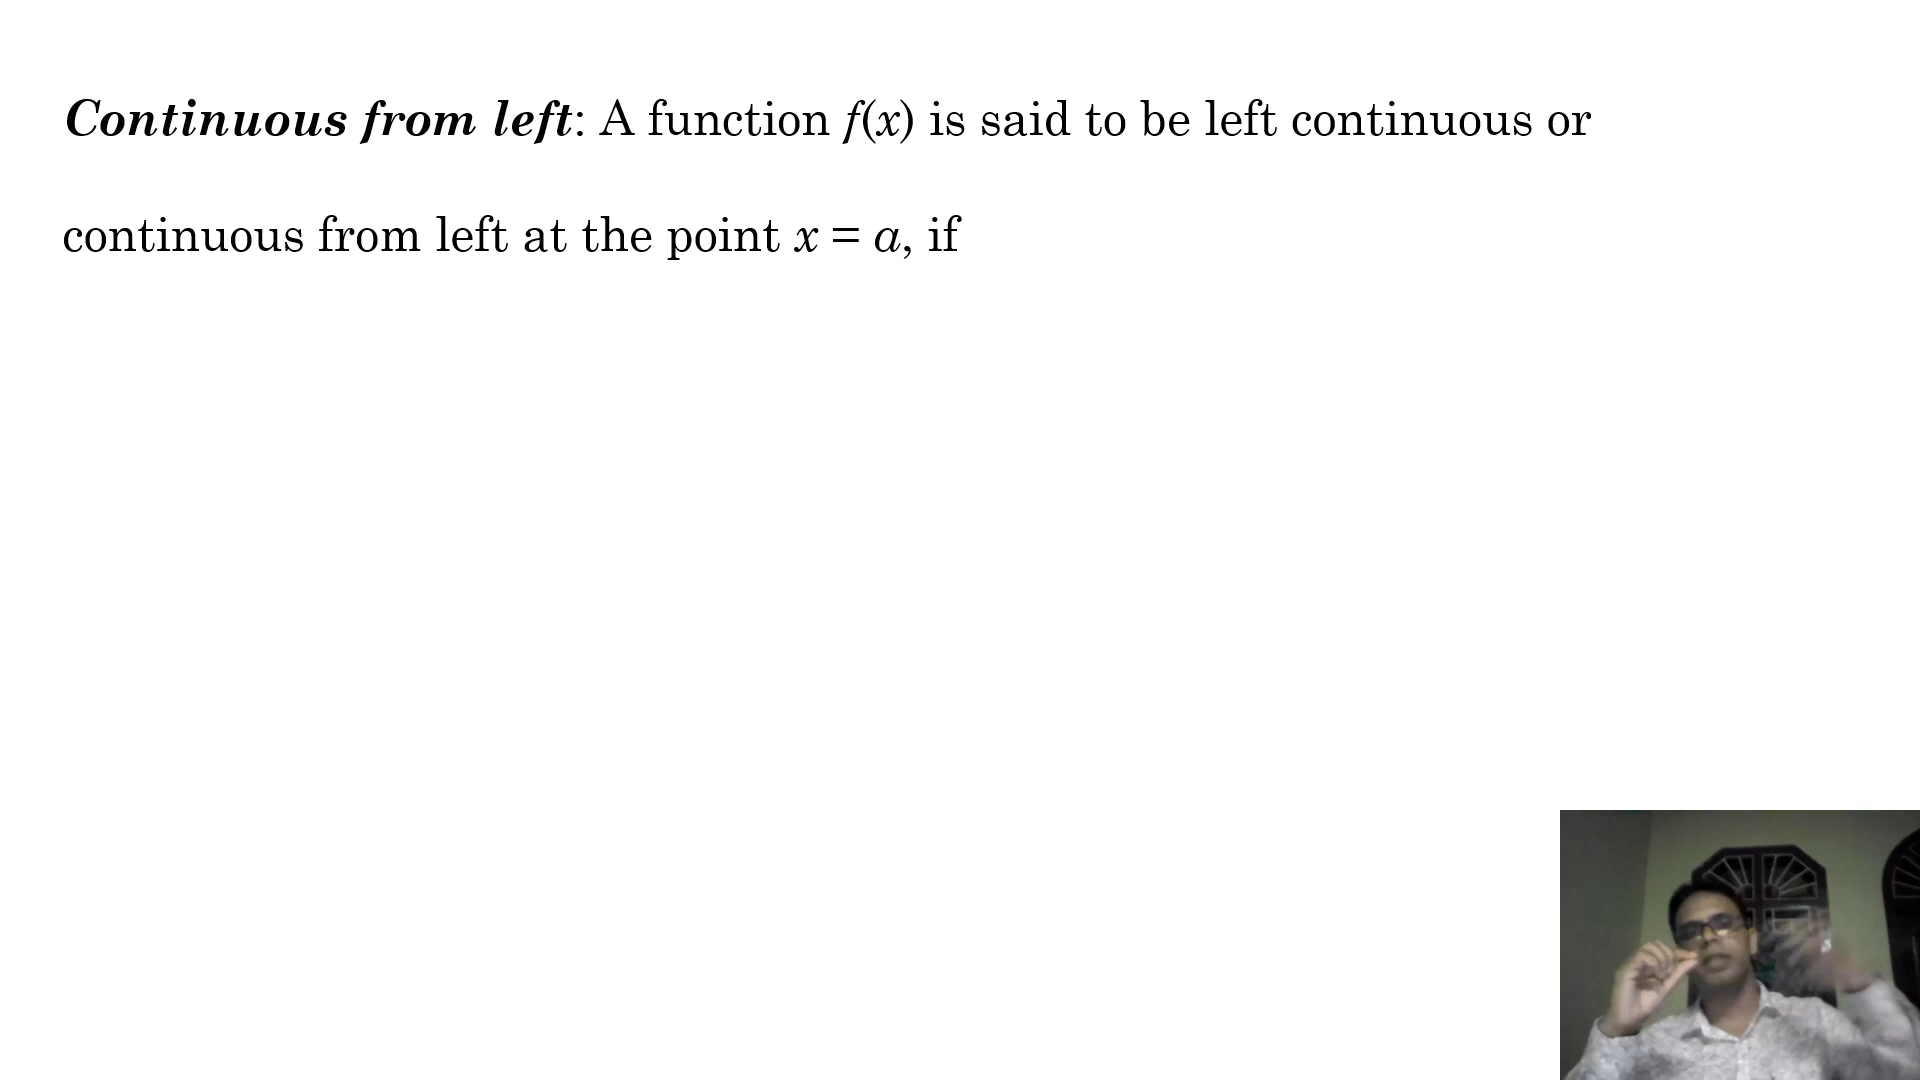 Continuous from left: A function f(x) is said to be left continuous or
continuous from left at the point x = a, if